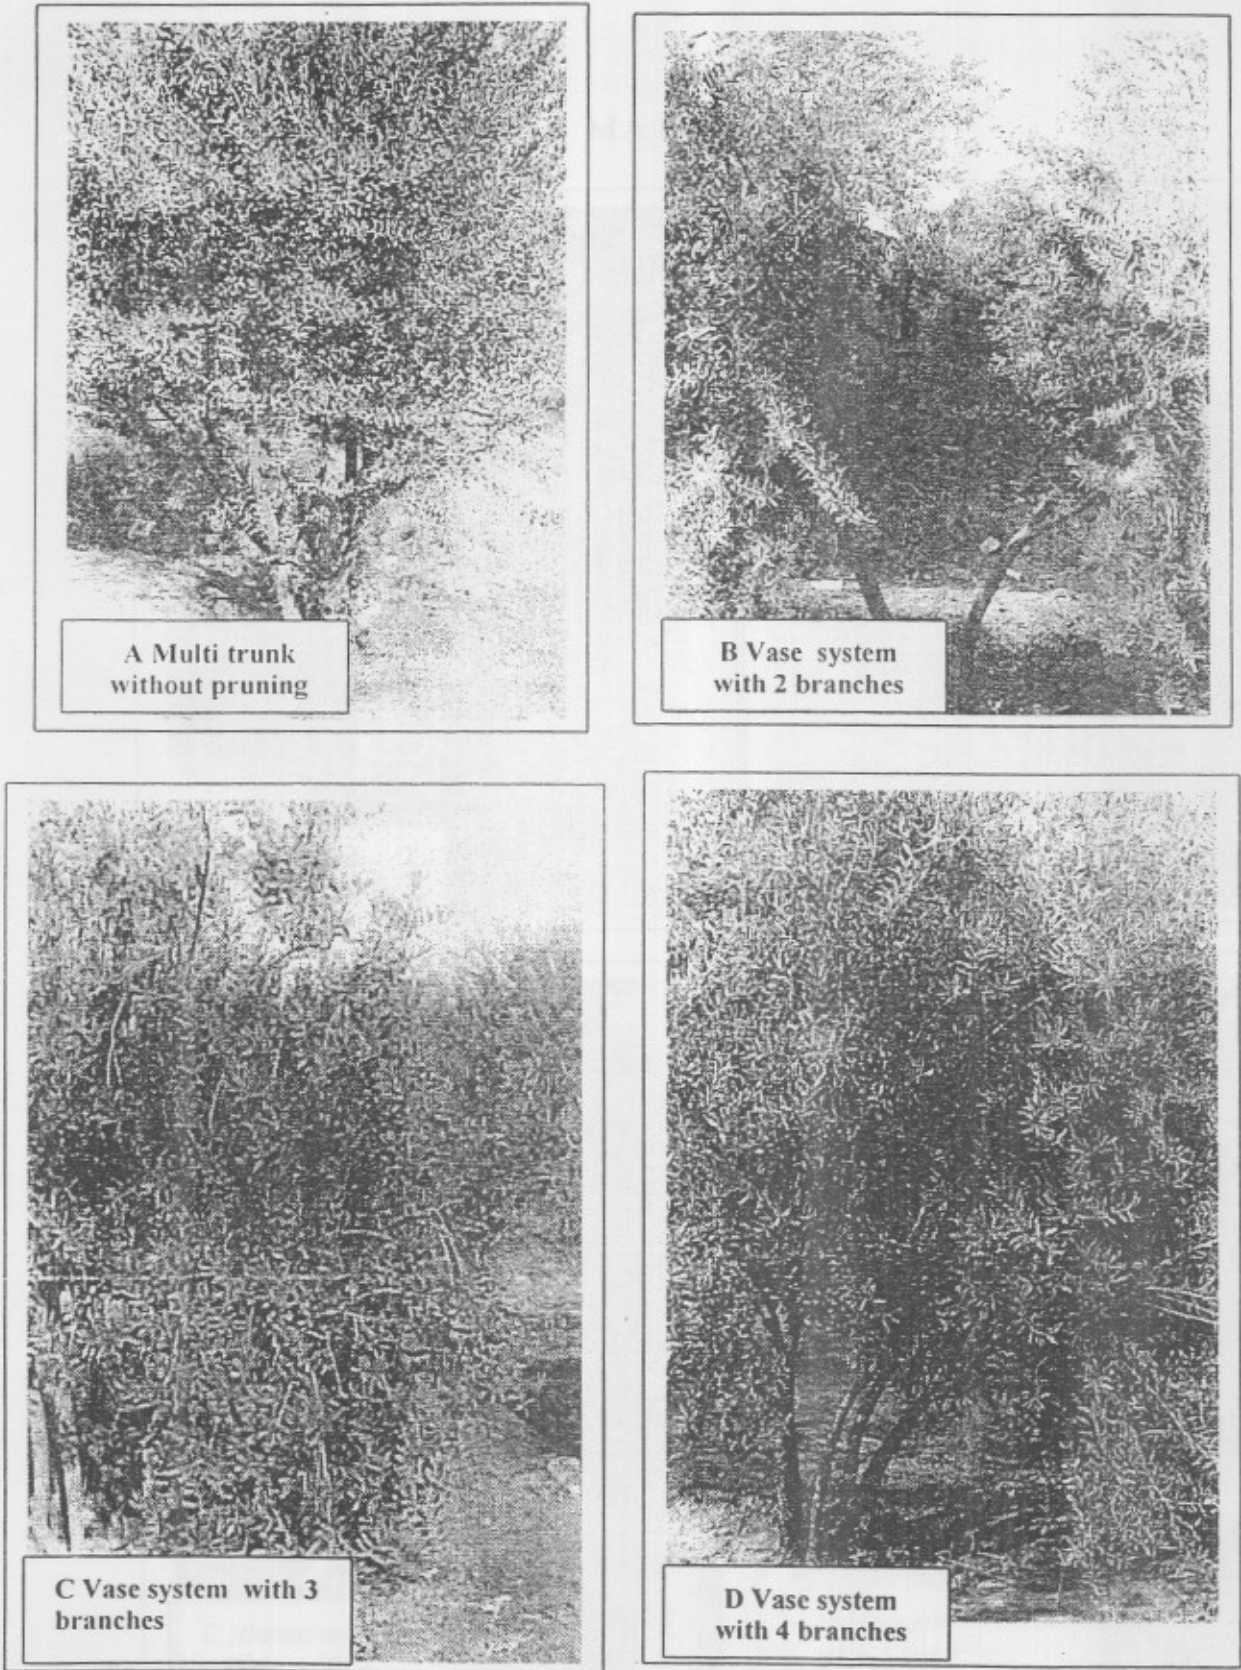 A Multi trunk
without pruning
B Vase system
with 2 branches
C Vase system with 3
branches
D Vase system
with 4 branches